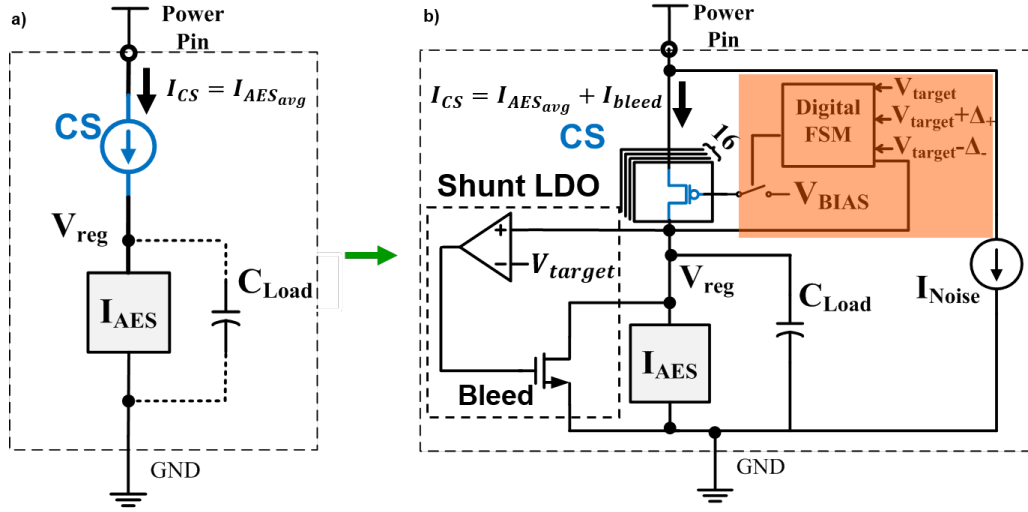 a)
Power
Pin
I_CS = I_AES_avg
CS
V_reg
C_Load
I_AES
GND
b)
Power
Pin
I_CS = I_AES_avg + I_bleed
CS
16
Digital
FSM
V_target
V_target+Δ+
V_target-Δ-
V_BIAS
Shunt LDO
+
−
V_target
V_reg
C_Load
I_Noise
I_AES
Bleed
GND